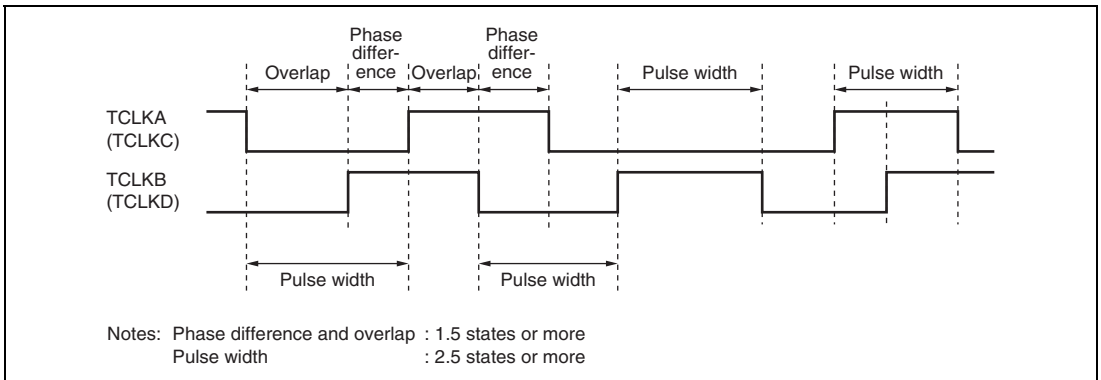 Phase
differ-
ence
Phase
differ-
ence
Overlap
Overlap
Pulse width
Pulse width
TCLKA
(TCLKC)
TCLKB
(TCLKD)
Pulse width
Pulse width
Notes: Phase difference and overlap : 1.5 states or more
Pulse width : 2.5 states or more